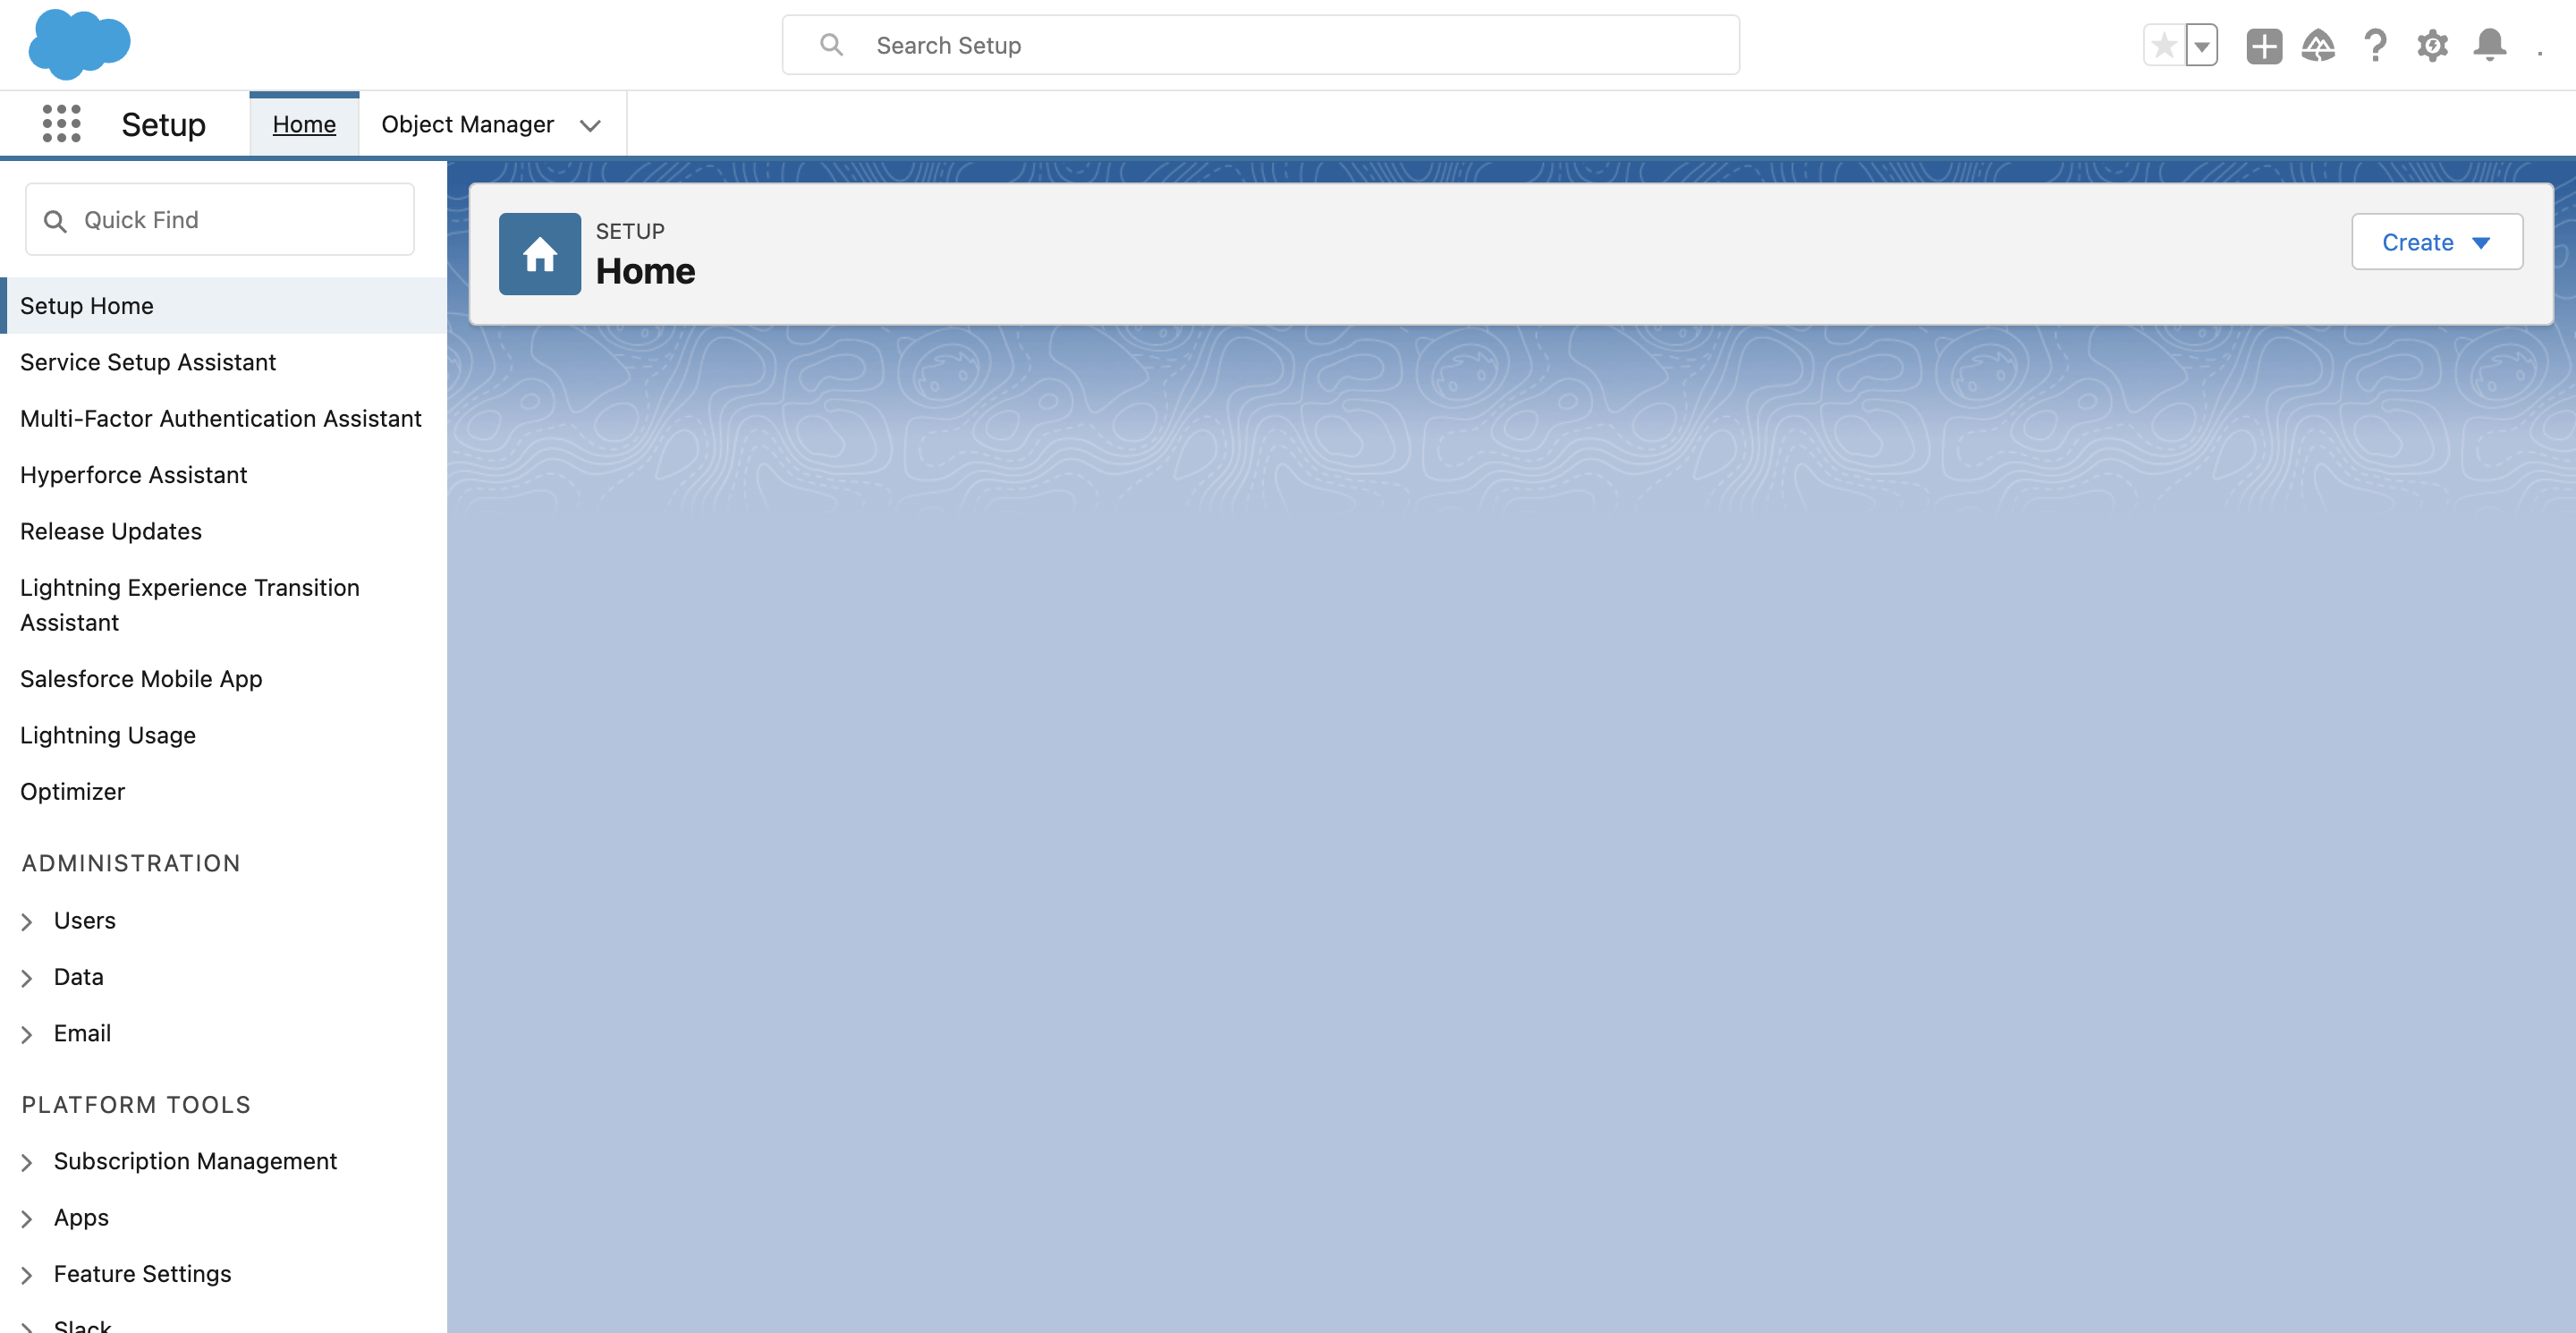 Search Setup
Setup
Home
Object Manager
Quick Find
Setup Home
Service Setup Assistant
Multi-Factor Authentication Assistant
Hyperforce Assistant
Release Updates
Lightning Experience Transition
Assistant
Salesforce Mobile App
Lightning Usage
Optimizer
ADMINISTRATION
Users
Data
Email
PLATFORM TOOLS
Subscription Management
Apps
Feature Settings
Slack
SETUP
Home
Create